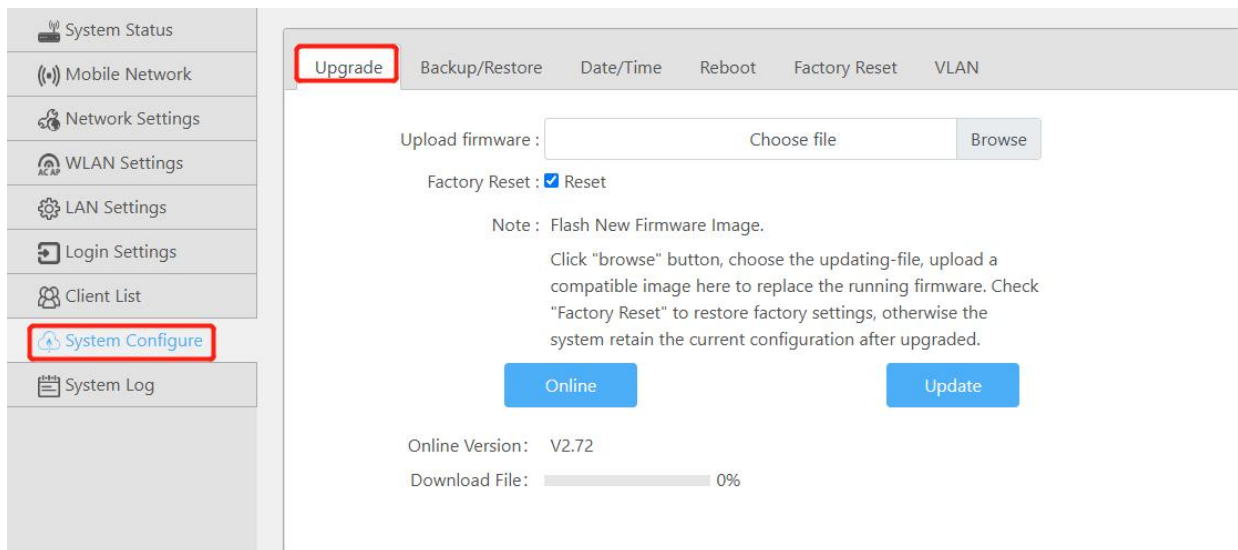 System Status
Mobile Network
Network Settings
AC AP WLAN Settings
LAN Settings
Login Settings
Client List
System Configure
System Log
Upgrade Backup/Restore Date/Time Reboot Factory Reset VLAN
Upload firmware : Choose file Browse
Factory Reset : Reset
Note : Flash New Firmware Image.
Click "browse" button, choose the updating-file, upload a
compatible image here to replace the running firmware. Check
"Factory Reset" to restore factory settings, otherwise the
system retain the current configuration after upgraded.
Online Update
Online Version: V2.72
Download File: 0%